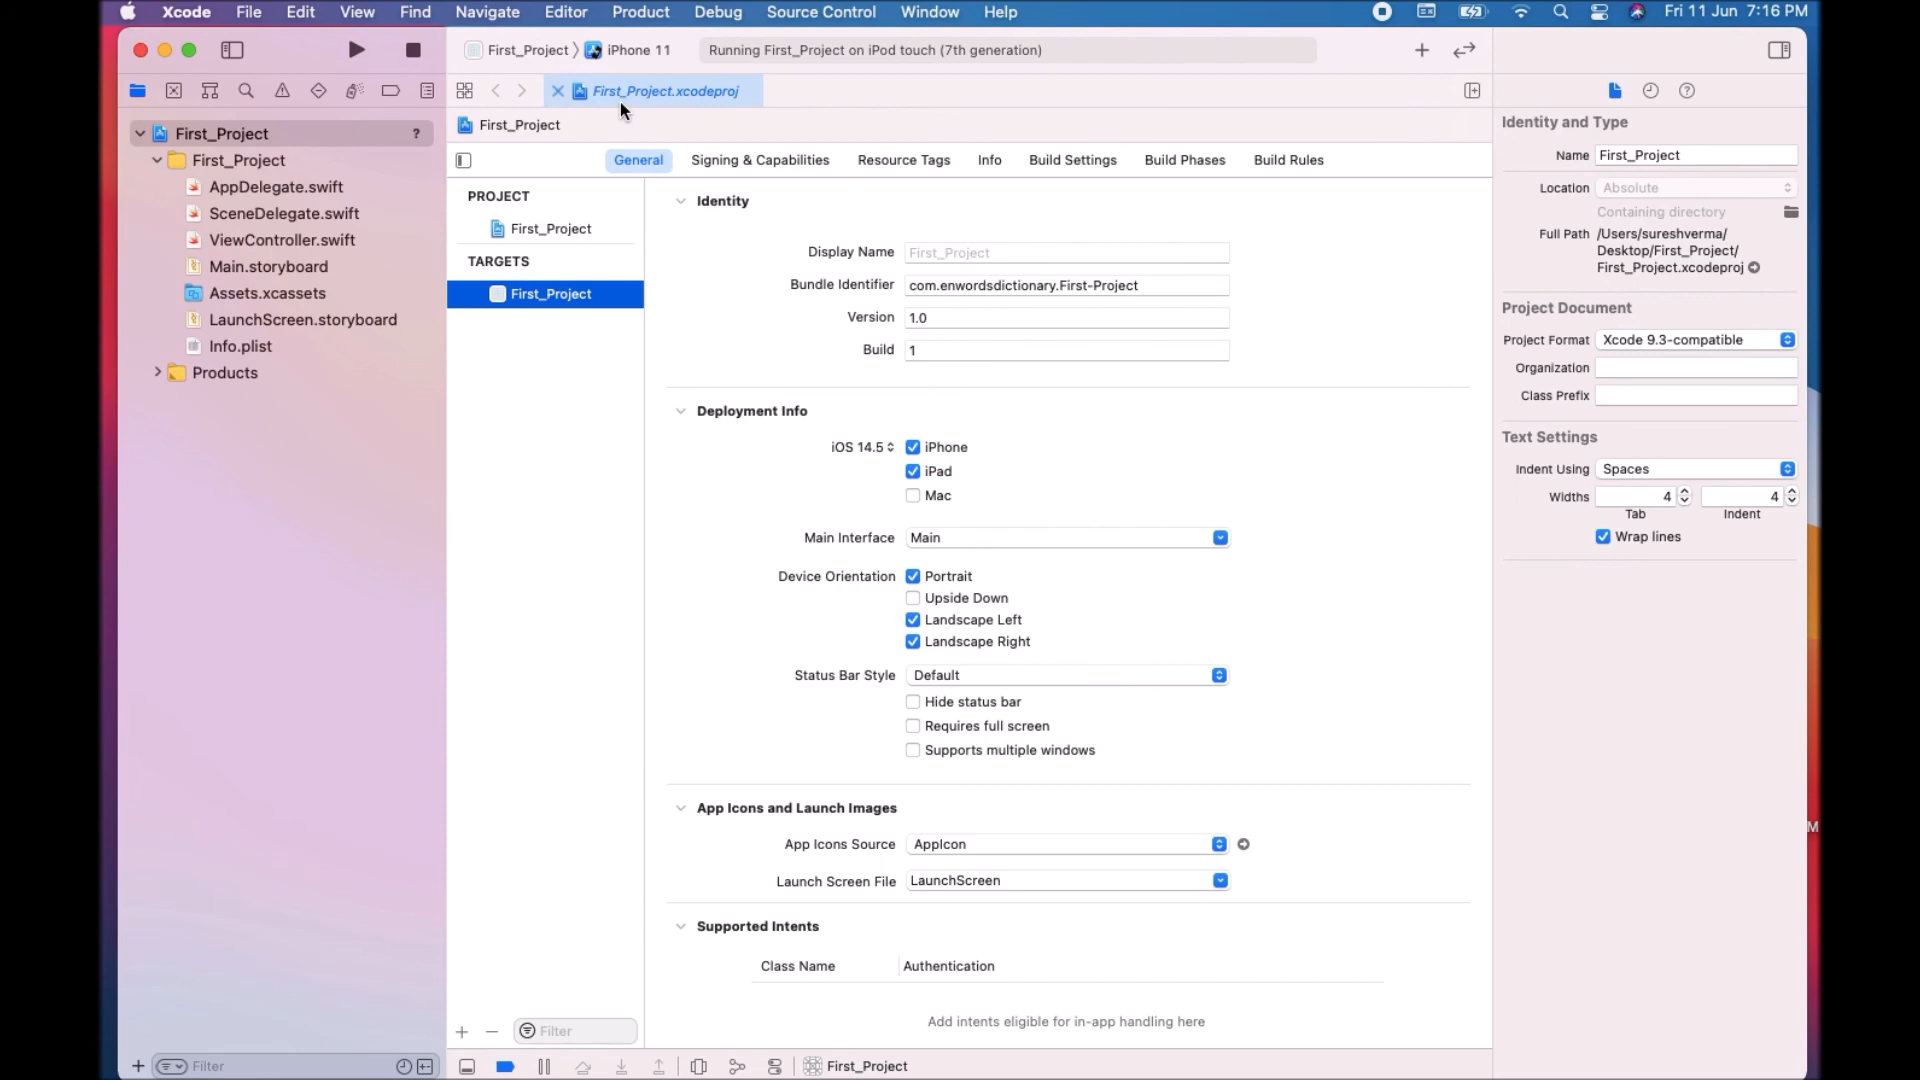 Xcode File Edit View Find Navigate Editor Product Debug Source Control Window Help Fri 11 Jun 7:16 PM
First_Project iPhone 11 Running First_Project on iPod touch (7th generation)
First_Project.xcodeproj
First_Project
General Signing & Capabilities Resource Tags Info Build Settings Build Phases Build Rules
First_Project ?
First_Project
AppDelegate.swift
SceneDelegate.swift
ViewController.swift
Main.storyboard
Assets.xcassets
LaunchScreen.storyboard
Info.plist
Products
Filter
PROJECT
First_Project
TARGETS
First_Project
Filter
Identity
Display Name First_Project
Bundle Identifier com.enwordsdictionary.First-Project
Version 1.0
Build 1
Deployment Info
iOS 14.5 iPhone
iPad
Mac
Main Interface Main
Device Orientation Portrait
Upside Down
Landscape Left
Landscape Right
Status Bar Style Default
Hide status bar
Requires full screen
Supports multiple windows
App Icons and Launch Images
App Icons Source AppIcon
Launch Screen File LaunchScreen
Supported Intents
Class Name Authentication
Add intents eligible for in-app handling here
First_Project
Identity and Type
Name First_Project
Location Absolute
Containing directory
Full Path /Users/sureshverma/
Desktop/First_Project/
First_Project.xcodeproj
Project Document
Project Format Xcode 9.3-compatible
Organization
Class Prefix
Text Settings
Indent Using Spaces
Widths 4 4
Tab Indent
Wrap lines
M